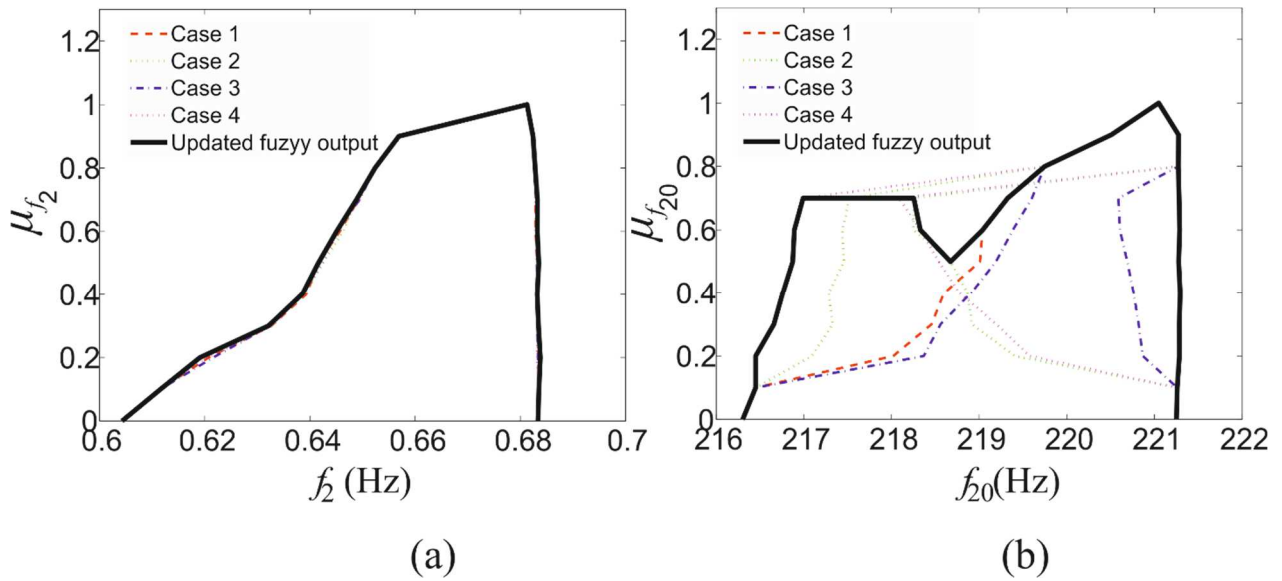 1.2
1
0.8
0.6
0.4
0.2
0
μf2
Case 1
Case 2
Case 3
Case 4
Updated fuzyy output
0.6 0.62 0.64 0.66 0.68 0.7
f2 (Hz)
(a)
1.2
1
0.8
0.6
0.4
0.2
0
μf20
Case 1
Case 2
Case 3
Case 4
Updated fuzzy output
216 217 218 219 220 221 222
f20(Hz)
(b)